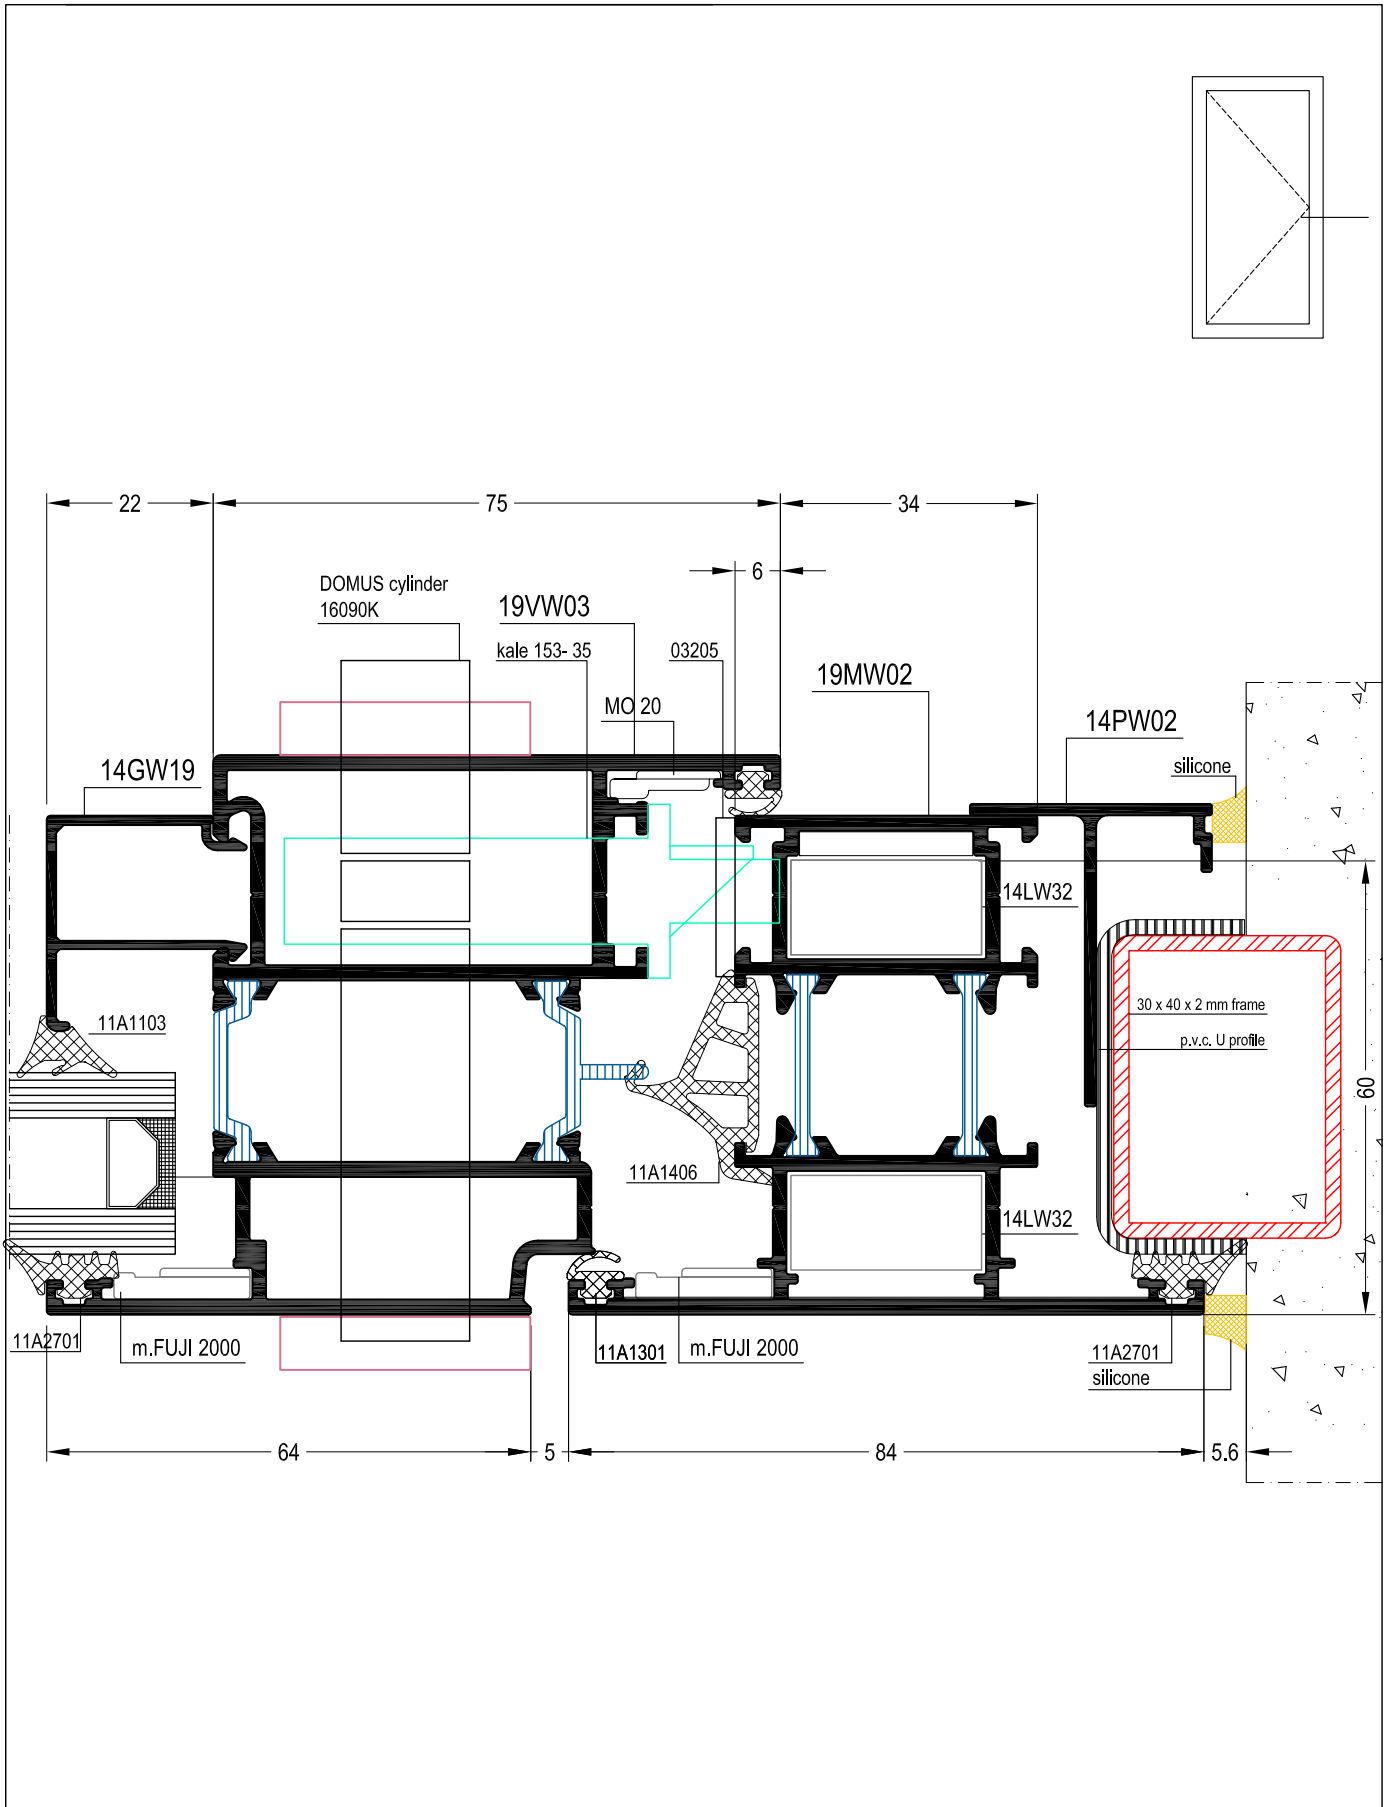 22
75
34
6
DOMUS cylinder
16090K
19VW03
kale 153- 35
03205
19MW02
MO 20
14PW02
14GW19
silicone
14LW32
30 x 40 x 2 mm frame
11A1103
p.v.c. U profile
60
11A1406
14LW32
11A2701
m.FUJI 2000
11A1301
m.FUJI 2000
11A2701
silicone
64
5
84
5.6